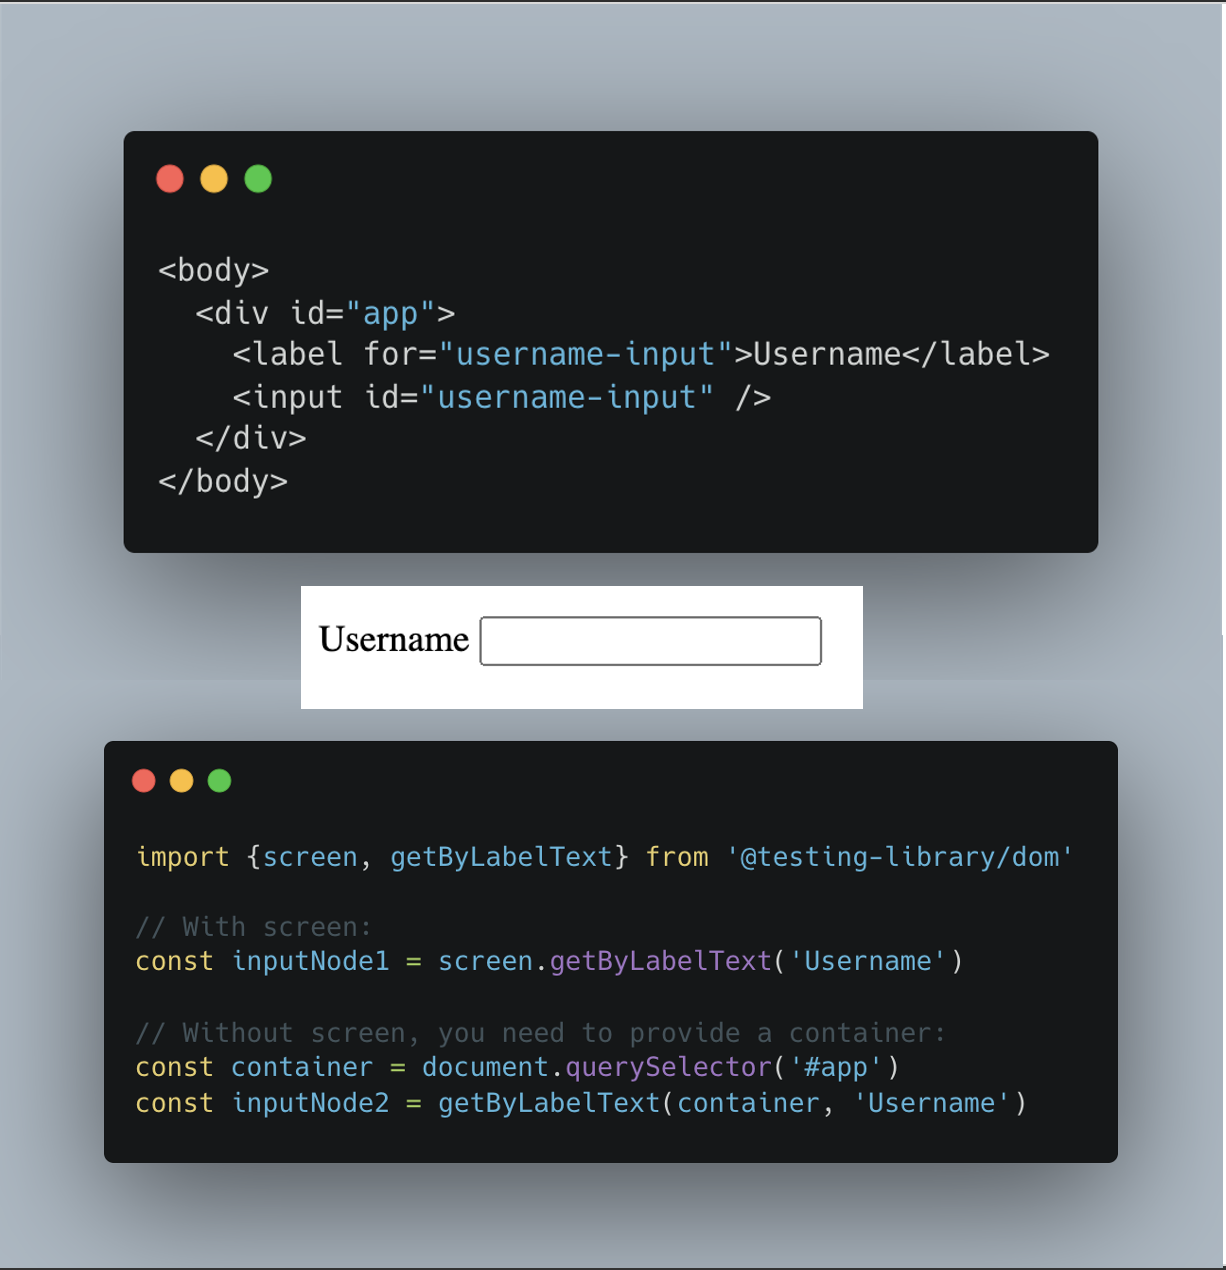 <body>
  <div id="app">
    <label for="username-input">Username</label>
    <input id="username-input" />
  </div>
</body>
Username
import {screen, getByLabelText} from '@testing-library/dom'
// With screen:
const inputNode1 = screen.getByLabelText('Username')
// Without screen, you need to provide a container:
const container = document.querySelector('#app')
const inputNode2 = getByLabelText(container, 'Username')